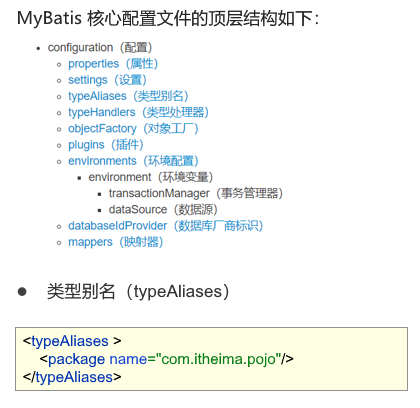 MyBatis 核心配置文件的顶层结构如下：
configuration（配置）
properties（属性）
settings（设置）
typeAliases（类型别名）
typeHandlers（类型处理器）
objectFactory（对象工厂）
plugins（插件）
environments（环境配置）
environment（环境变量）
transactionManager（事务管理器）
dataSource（数据源）
databaseIdProvider（数据库厂商标识）
mappers（映射器）
类型别名（typeAliases）
<typeAliases >
<package name="com.itheima.pojo"/>
</typeAliases>